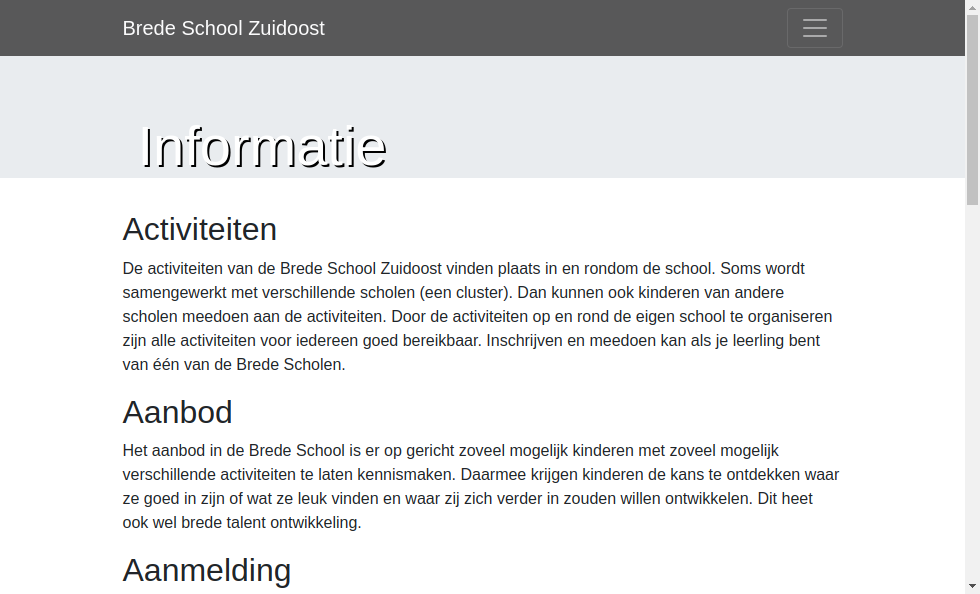 Brede School Zuidoost
Informatie
Activiteiten
De activiteiten van de Brede School Zuidoost vinden plaats in en rondom de school. Soms wordt
samengewerkt met verschillende scholen (een cluster). Dan kunnen ook kinderen van andere
scholen meedoen aan de activiteiten. Door de activiteiten op en rond de eigen school te organiseren
zijn alle activiteiten voor iedereen goed bereikbaar. Inschrijven en meedoen kan als je leerling bent
van één van de Brede Scholen.
Aanbod
Het aanbod in de Brede School is er op gericht zoveel mogelijk kinderen met zoveel mogelijk
verschillende activiteiten te laten kennismaken. Daarmee krijgen kinderen de kans te ontdekken waar
ze goed in zijn of wat ze leuk vinden en waar zij zich verder in zouden willen ontwikkelen. Dit heet
ook wel brede talent ontwikkeling.
Aanmelding